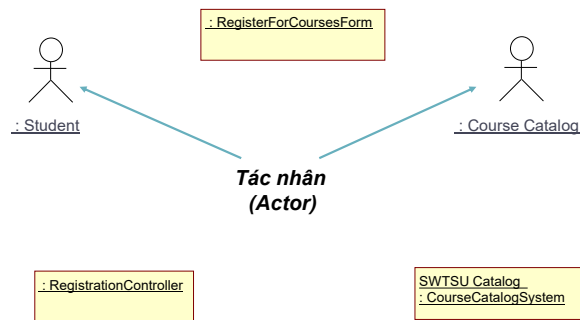 : RegisterForCoursesForm
: Student
: Course Catalog
Tác nhân
(Actor)
: RegistrationController
SWTSU Catalog
: CourseCatalogSystem